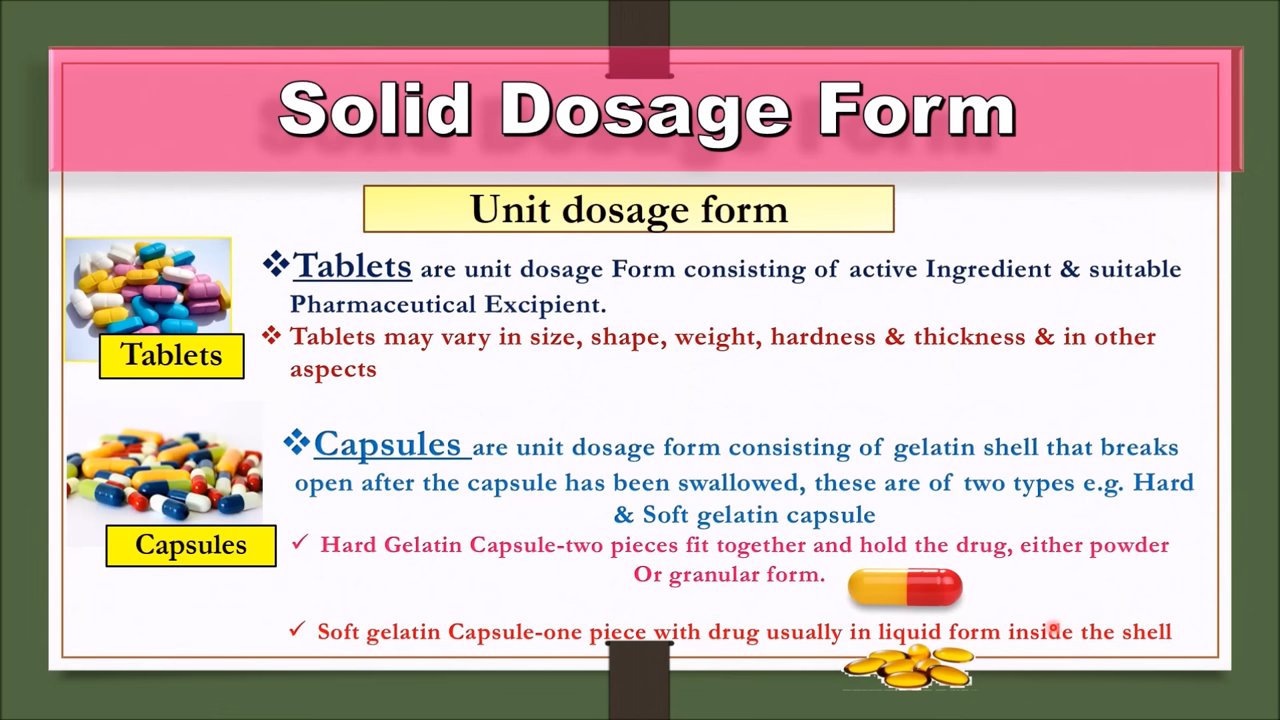 Solid Dosage Form
Unit dosage form
❖Tablets are unit dosage Form consisting of active Ingredient & suitable
Pharmaceutical Excipient.
❖ Tablets may vary in size, shape, weight, hardness & thickness & in other
aspects
Tablets
❖Capsules are unit dosage form consisting of gelatin shell that breaks
open after the capsule has been swallowed, these are of two types e.g. Hard
& Soft gelatin capsule
Capsules
✓ Hard Gelatin Capsule-two pieces fit together and hold the drug, either powder
Or granular form.
✓ Soft gelatin Capsule-one piece with drug usually in liquid form inside the shell